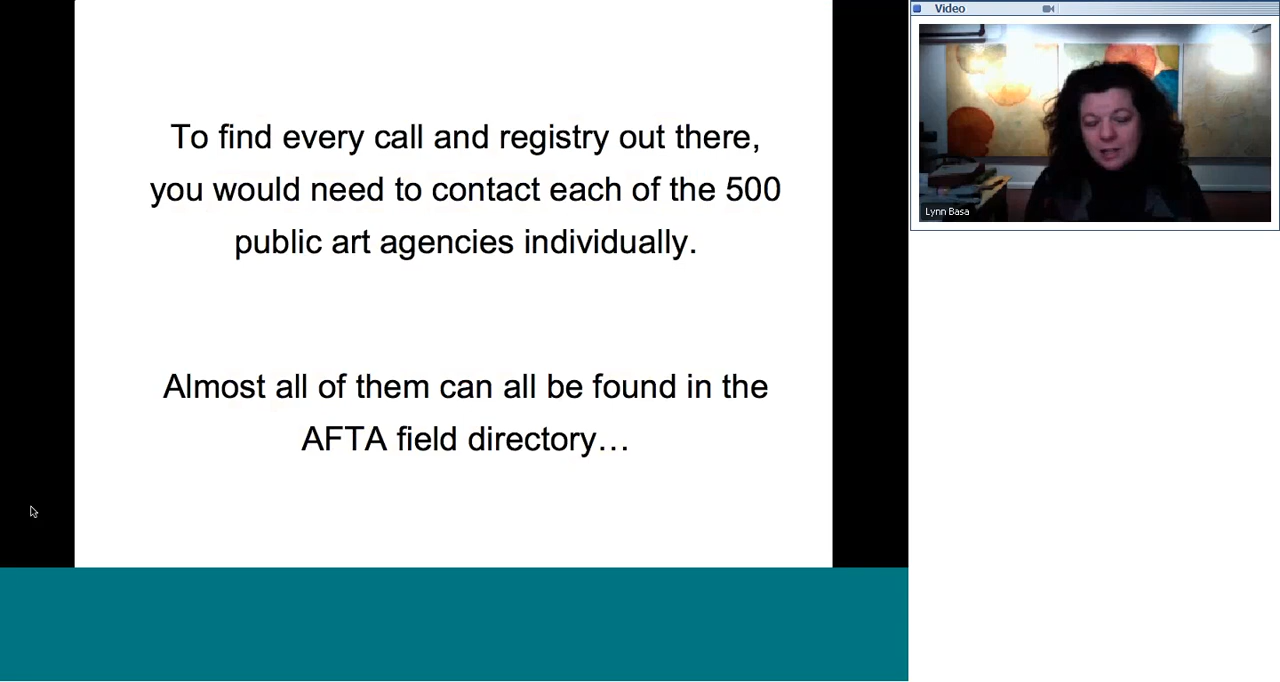 To find every call and registry out there,
you would need to contact each of the 500
public art agencies individually.
Almost all of them can all be found in the
AFTA field directory…
Video
Lynn Basa